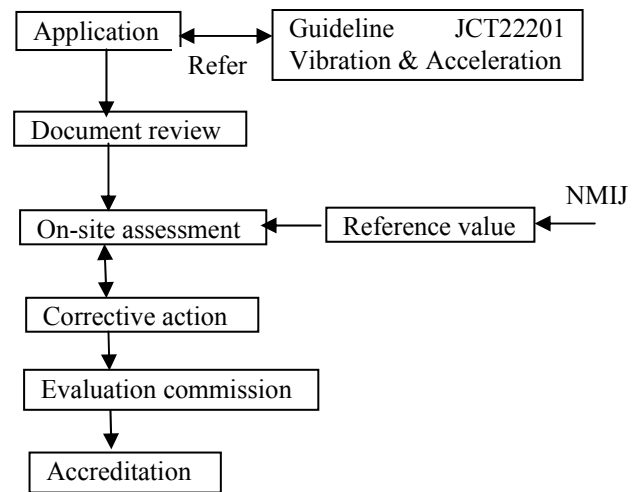 Application
Guideline JCT22201
Vibration & Acceleration
Refer
Document review
NMIJ
On-site assessment
Reference value
Corrective action
Evaluation commission
Accreditation